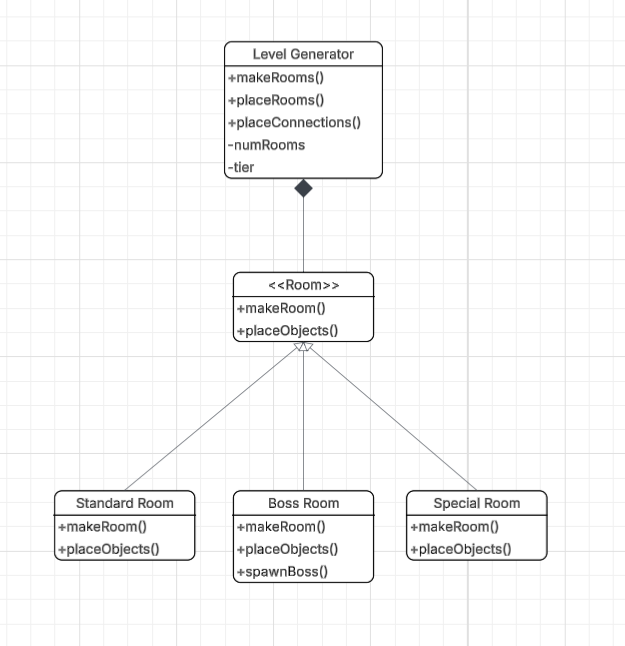 Level Generator
+makeRooms()
+placeRooms()
+placeConnections()
-numRooms
-tier
<<Room>>
+makeRoom()
+placeObjects()
Standard Room
+makeRoom()
+placeObjects()
Boss Room
+makeRoom()
+placeObjects()
+spawnBoss()
Special Room
+makeRoom()
+placeObjects()